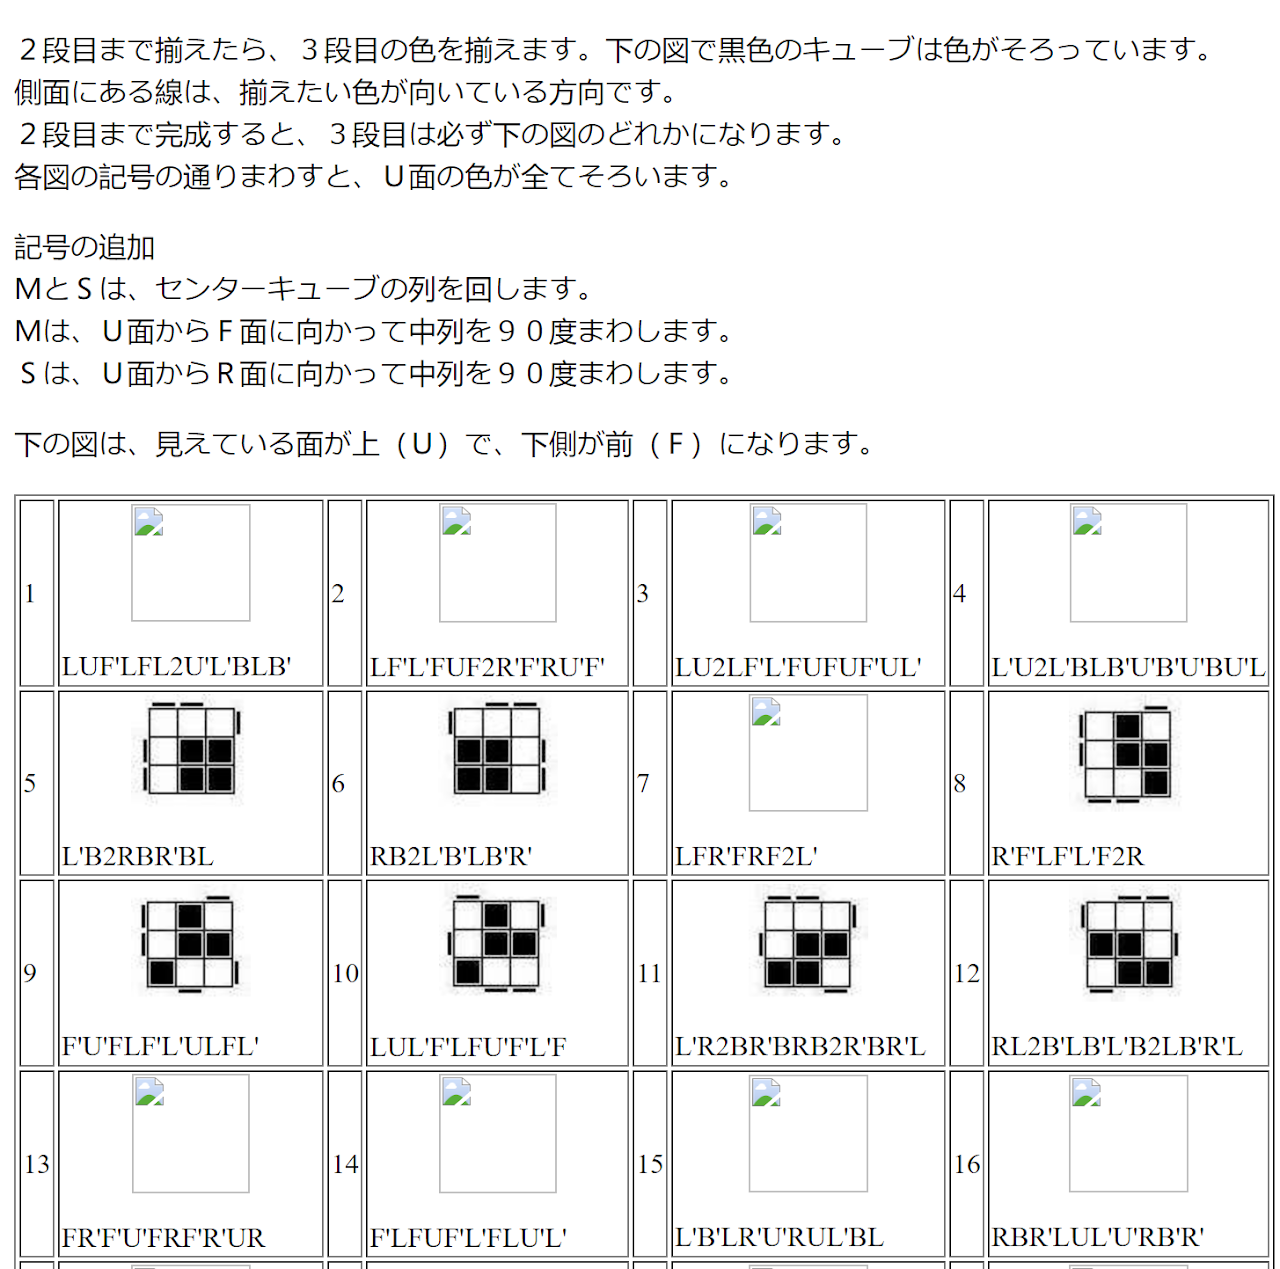 ２段目まで揃えたら、３段目の色を揃えます。下の図で黒色のキューブは色がそろっています。
側面にある線は、揃えたい色が向いている方向です。
２段目まで完成すると、３段目は必ず下の図のどれかになります。
各図の記号の通りまわすと、Ｕ面の色が全てそろいます。
記号の追加
ＭとＳは、センターキューブの列を回します。
Ｍは、Ｕ面からＦ面に向かって中列を９０度まわします。
Ｓは、Ｕ面からＲ面に向かって中列を９０度まわします。
下の図は、見えている面が上（Ｕ）で、下側が前（Ｆ）になります。
1
LUF'LFL2U'L'BLB'
2
LF'L'FUF2R'F'RU'F'
3
LU2LF'L'FUFUF'UL'
4
L'U2L'BLB'U'B'U'BU'L
5
L'B2RBR'BL
6
RB2L'B'LB'R'
7
LFR'FRF2L'
8
R'F'LF'L'F2R
9
F'U'FLF'L'ULFL'
10
LUL'F'LFU'F'L'F
11
L'R2BR'BRB2R'BR'L
12
RL2B'LB'L'B2LB'R'L
13
FR'F'U'FRF'R'UR
14
F'LFUF'L'FLU'L'
15
L'B'LR'U'RUL'BL
16
RBR'LUL'U'RB'R'